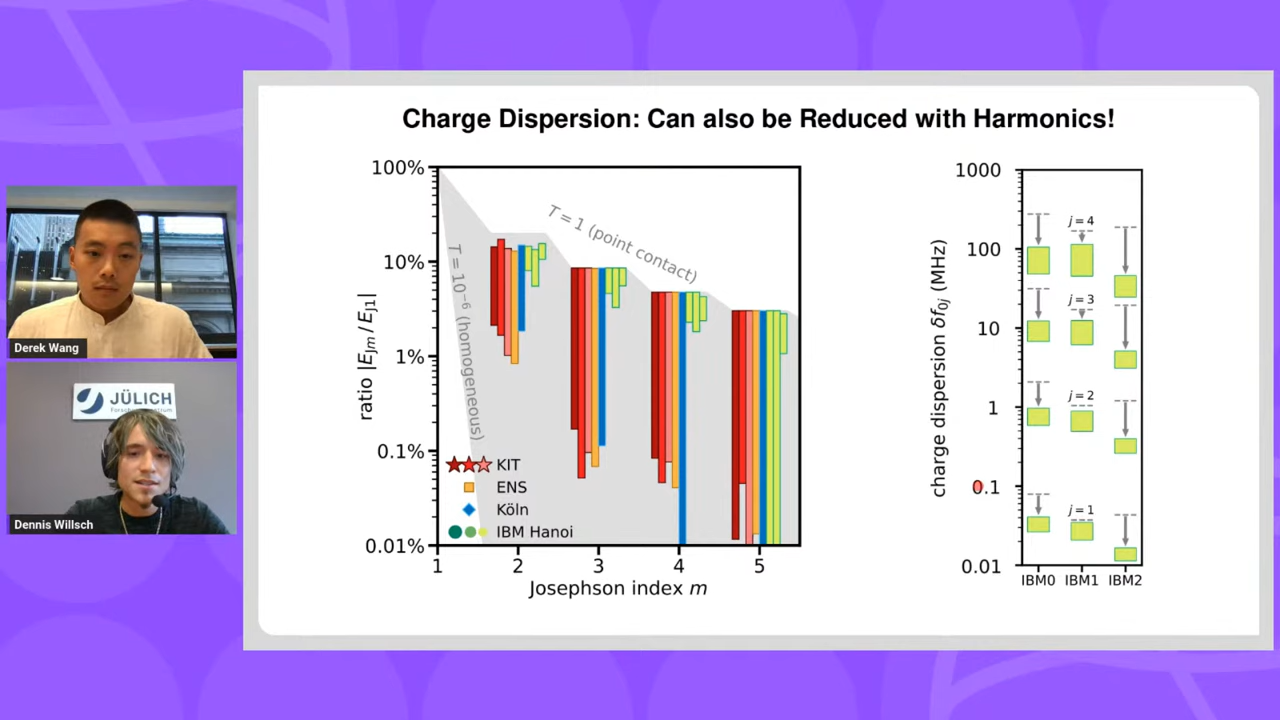 Charge Dispersion: Can also be Reduced with Harmonics!
100%
10%
1%
0.1%
0.01%
ratio |E_Jm / E_J1|
T = 1 (point contact)
T = 10⁻⁶ (homogeneous)
KIT
ENS
Köln
IBM Hanoi
1 2 3 4 5
Josephson index m
1000
100
10
1
0.1
0.01
charge dispersion δf₀ⱼ (MHz)
j = 4
j = 3
j = 2
j = 1
IBM0 IBM1 IBM2
Derek Wang
JÜLICH
Forschungszentrum
Dennis Willsch